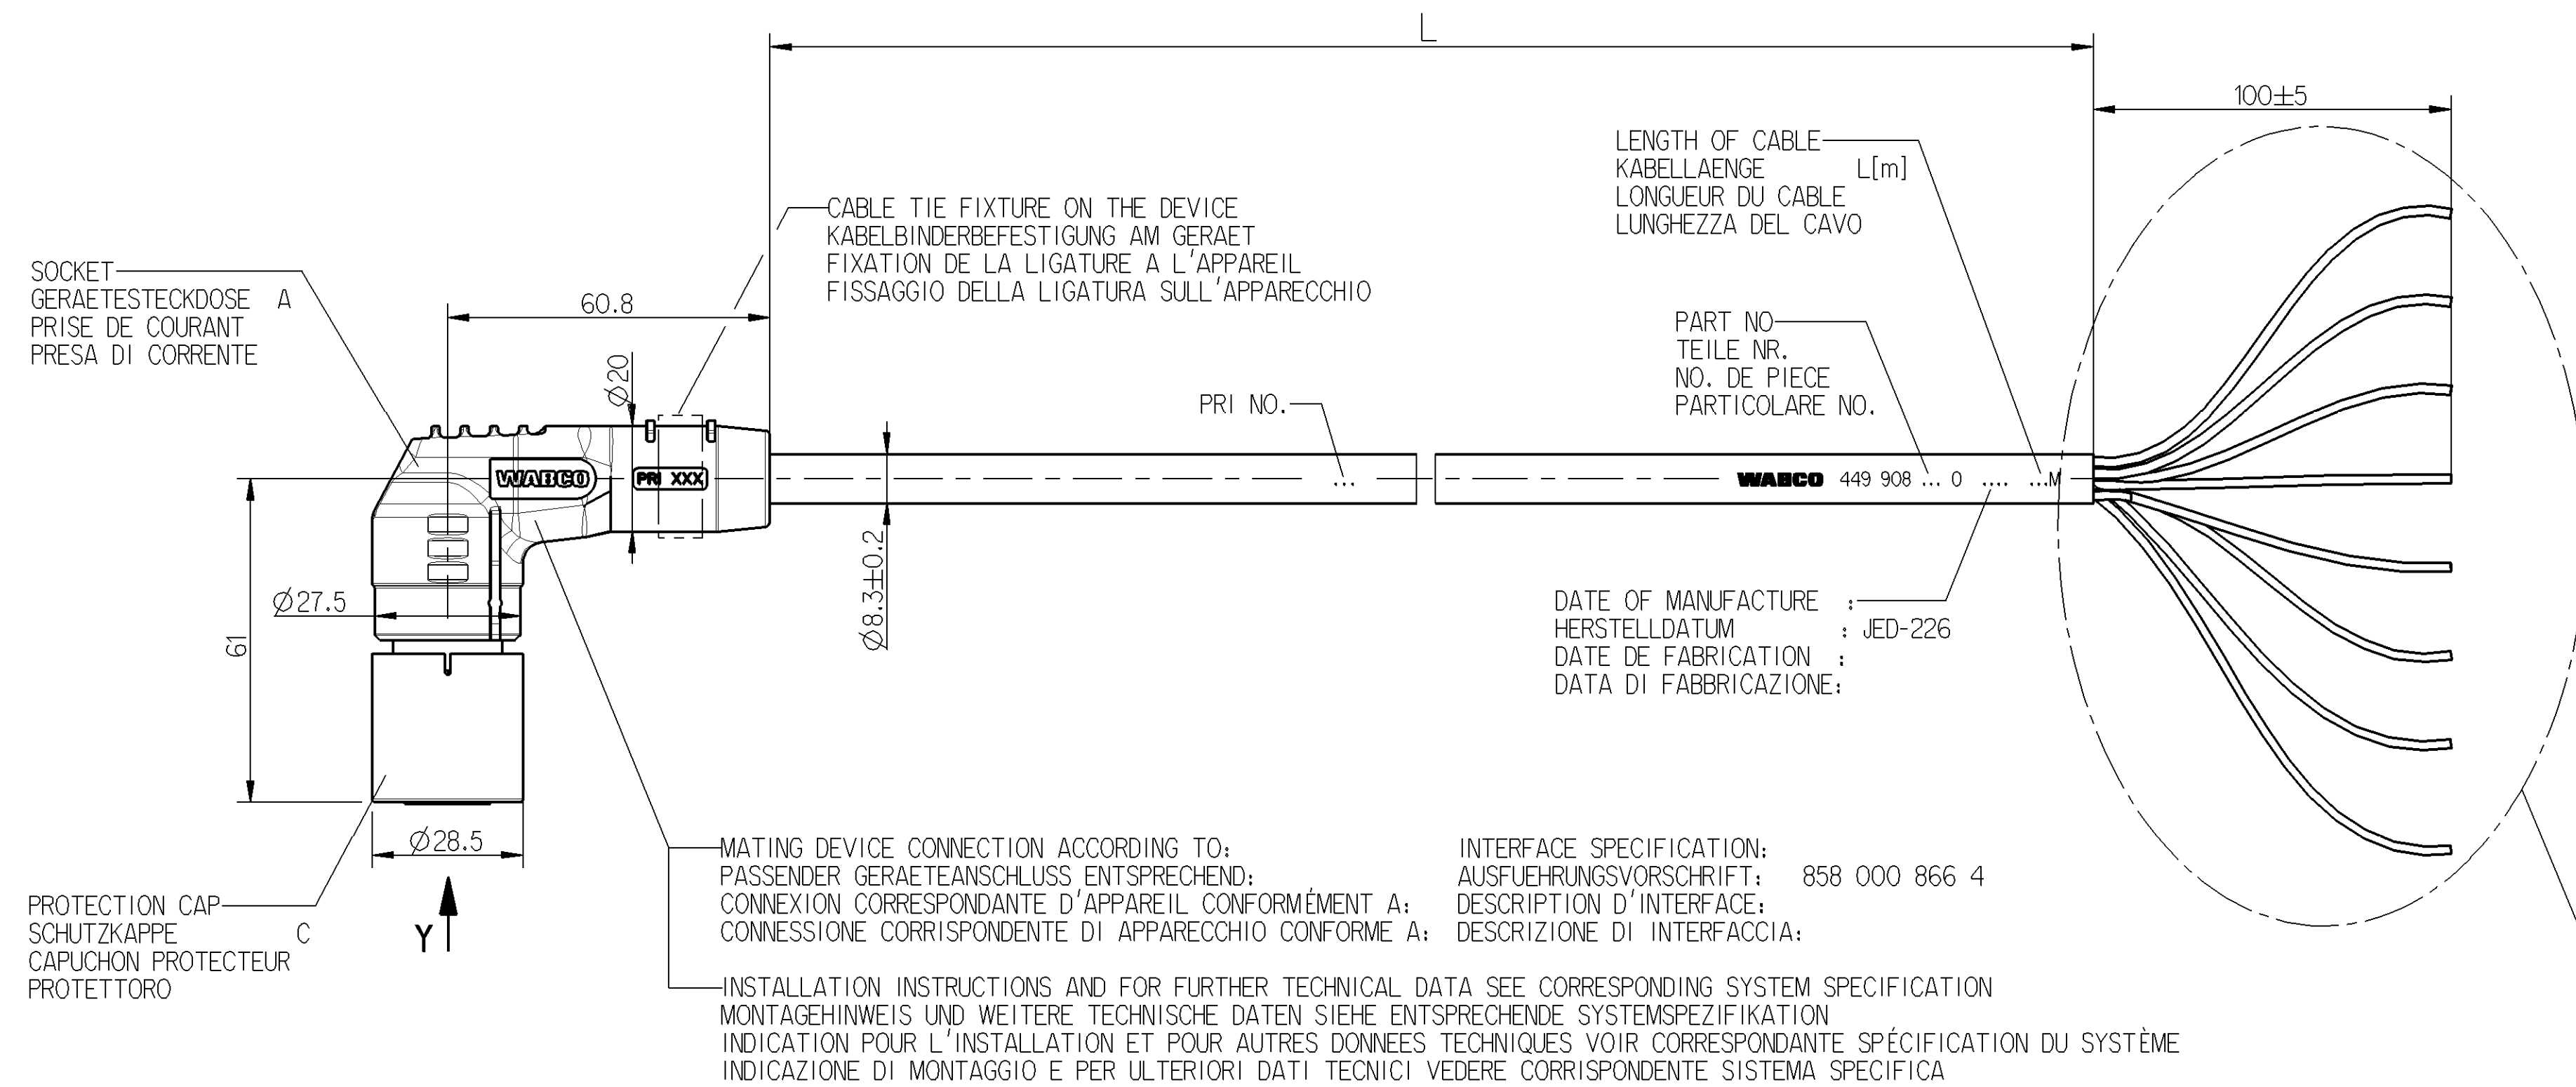 L
100±5
LENGTH OF CABLE
KABELLAENGE L[m]
LONGUEUR DU CABLE
LUNGHEZZA DEL CAVO
CABLE TIE FIXTURE ON THE DEVICE
KABELBINDERBEFESTIGUNG AM GERAET
FIXATION DE LA LIGATURE A L'APPAREIL
FISSAGGIO DELLA LIGATURA SULL'APPARECCHIO
SOCKET
GERAETESTECKDOSE A
PRISE DE COURANT
PRESA DI CORRENTE
60.8
Ø20
PART NO
TEILE NR.
NO. DE PIECE
PARTICOLARE NO.
PRI NO.
WABCO
PRI XXX
...
WABCO 449 908 ... 0 .... ...M
Ø8.3±0.2
Ø27.5
61
DATE OF MANUFACTURE :
HERSTELLDATUM : JED-226
DATE DE FABRICATION :
DATA DI FABBRICAZIONE:
Ø28.5
Y
PROTECTION CAP
SCHUTZKAPPE C
CAPUCHON PROTECTEUR
PROTETTORO
MATING DEVICE CONNECTION ACCORDING TO:
PASSENDER GERAETEANSCHLUSS ENTSPRECHEND:
CONNEXION CORRESPONDANTE D'APPAREIL CONFORMÉMENT A:
CONNESSIONE CORRISPONDENTE DI APPARECCHIO CONFORME A:
INTERFACE SPECIFICATION:
AUSFUEHRUNGSVORSCHRIFT: 858 000 866 4
DESCRIPTION D'INTERFACE:
DESCRIZIONE DI INTERFACCIA:
INSTALLATION INSTRUCTIONS AND FOR FURTHER TECHNICAL DATA SEE CORRESPONDING SYSTEM SPECIFICATION
MONTAGEHINWEIS UND WEITERE TECHNISCHE DATEN SIEHE ENTSPRECHENDE SYSTEMSPEZIFIKATION
INDICATION POUR L'INSTALLATION ET POUR AUTRES DONNEES TECHNIQUES VOIR CORRESPONDANTE SPÉCIFICATION DU SYSTÈME
INDICAZIONE DI MONTAGGIO E PER ULTERIORI DATI TECNICI VEDERE CORRISPONDENTE SISTEMA SPECIFICA